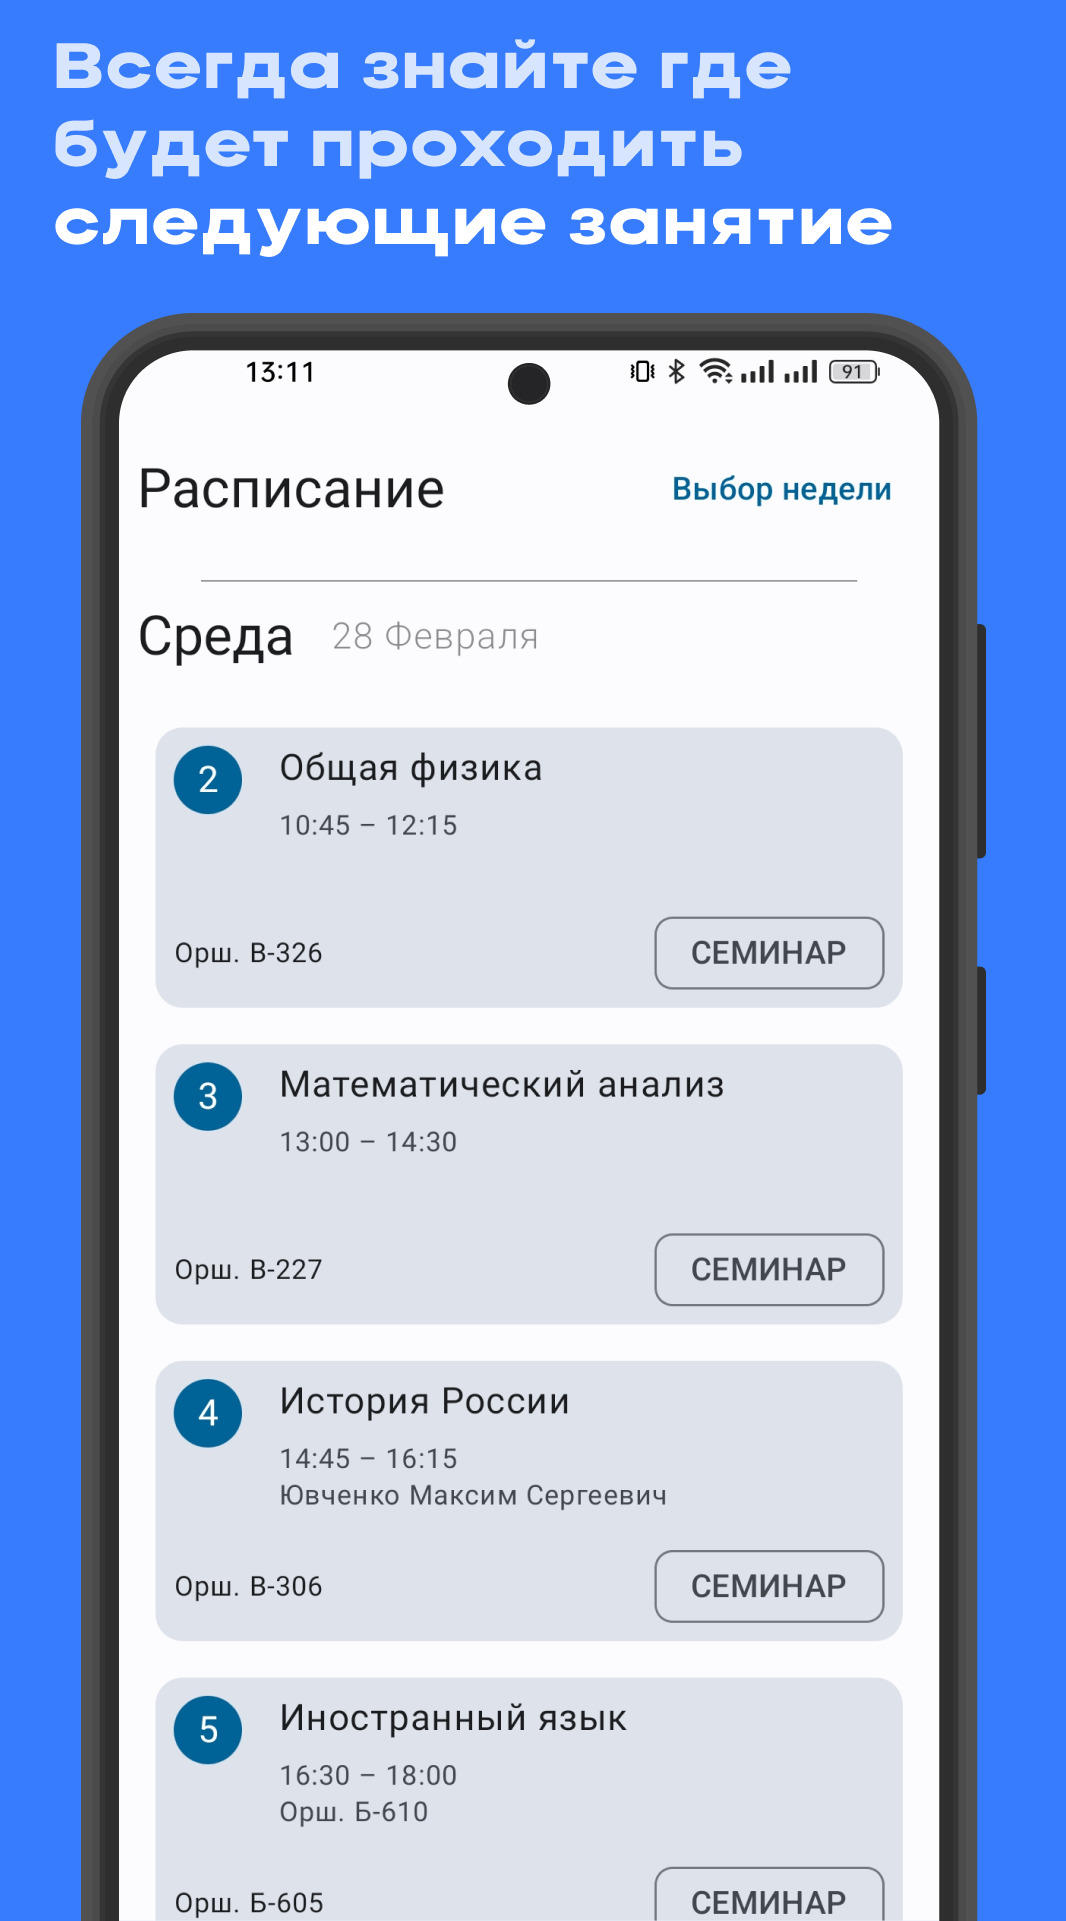 Всегда знайте где
будет проходить
следующие занятие
13:11
91
Расписание
Выбор недели
Среда
28 Февраля
2
Общая физика
10:45 – 12:15
Орш. В-326
СЕМИНАР
3
Математический анализ
13:00 – 14:30
Орш. В-227
СЕМИНАР
4
История России
14:45 – 16:15
Ювченко Максим Сергеевич
Орш. В-306
СЕМИНАР
5
Иностранный язык
16:30 – 18:00
Орш. Б-610
Орш. Б-605
СЕМИНАР